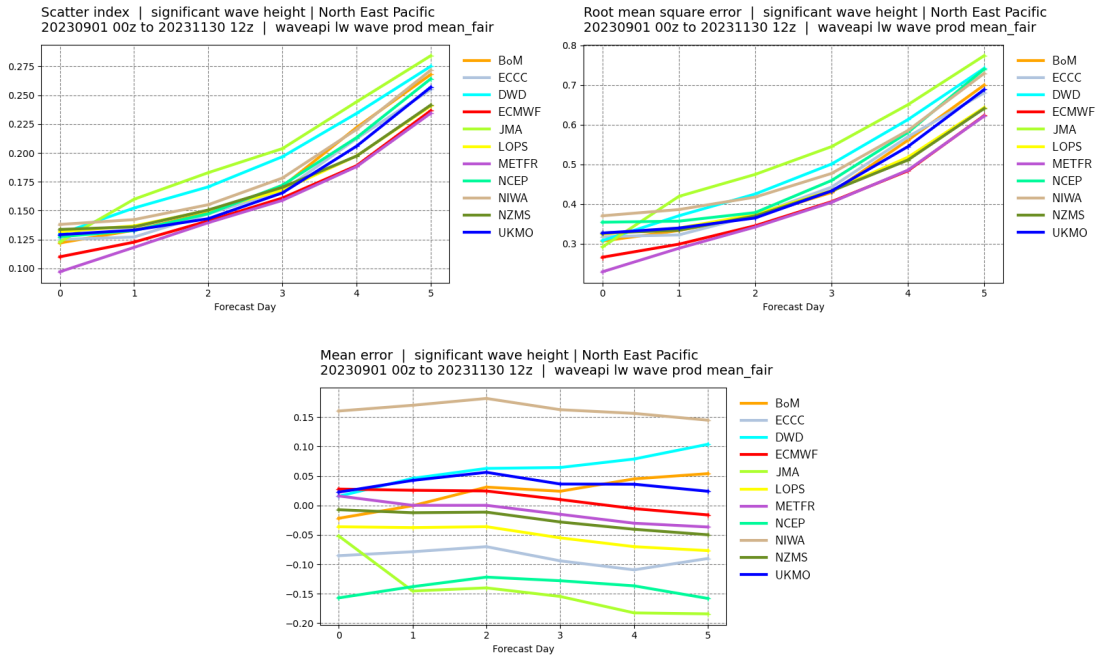 Scatter index | significant wave height | North East Pacific
20230901 00z to 20231130 12z | waveapi lw wave prod mean_fair
0.275
0.250
0.225
0.200
0.175
0.150
0.125
0.100
0 1 2 3 4 5
Forecast Day
BoM
ECCC
DWD
ECMWF
JMA
LOPS
METFR
NCEP
NIWA
NZMS
UKMO
Root mean square error | significant wave height | North East Pacific
20230901 00z to 20231130 12z | waveapi lw wave prod mean_fair
0.8
0.7
0.6
0.5
0.4
0.3
0 1 2 3 4 5
Forecast Day
BoM
ECCC
DWD
ECMWF
JMA
LOPS
METFR
NCEP
NIWA
NZMS
UKMO
Mean error | significant wave height | North East Pacific
20230901 00z to 20231130 12z | waveapi lw wave prod mean_fair
0.15
0.10
0.05
0.00
−0.05
−0.10
−0.15
−0.20
0 1 2 3 4 5
Forecast Day
BoM
ECCC
DWD
ECMWF
JMA
LOPS
METFR
NCEP
NIWA
NZMS
UKMO